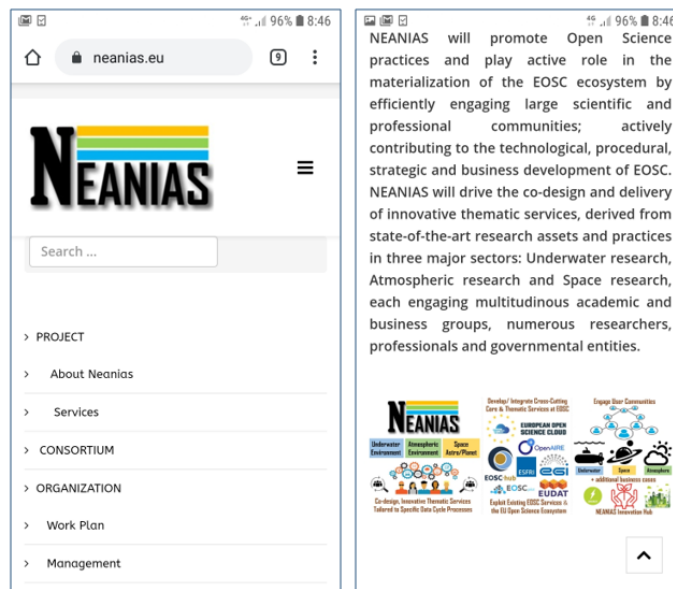 4G+ 96% 8:46
neanias.eu 9
NEANIAS
Search ...
> PROJECT
> About Neanias
> Services
> CONSORTIUM
> ORGANIZATION
> Work Plan
> Management
4G 96% 8:46
NEANIAS will promote Open Science
practices and play active role in the
materialization of the EOSC ecosystem by
efficiently engaging large scientific and
professional communities; actively
contributing to the technological, procedural,
strategic and business development of EOSC.
NEANIAS will drive the co-design and delivery
of innovative thematic services, derived from
state-of-the-art research assets and practices
in three major sectors: Underwater research,
Atmospheric research and Space research,
each engaging multitudinous academic and
business groups, numerous researchers,
professionals and governmental entities.
NEANIAS
Underwater Environment
Atmospheric Environment
Space Astro/Planet
Co-design, Innovative Thematic Services
Tailored to Specific Data Cycle Processes
Develop/ Integrate Cross-Cutting
Core & Thematic Services at EOSC
EUROPEAN OPEN
SCIENCE CLOUD
OpenAIRE
EOSC-hub
ESFRI
eGI
EOSC
EUDAT
Exploit Existing EOSC Services &
the EU Open Science Ecosystem
Engage User Communities
Underwater
Space
Atmosphere
+ additional business cases
NEANIAS Innovation Hub